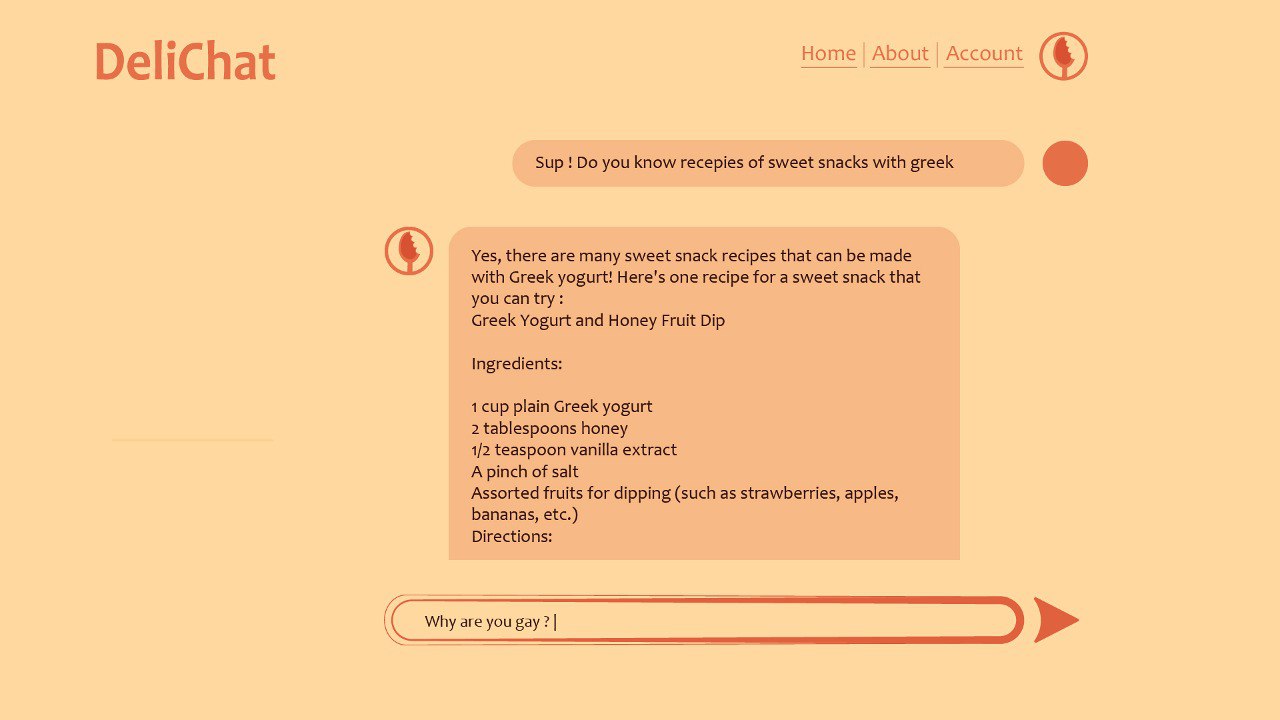 DeliChat
Home | About | Account
Sup ! Do you know recepies of sweet snacks with greek
Yes, there are many sweet snack recipes that can be made
with Greek yogurt! Here's one recipe for a sweet snack that
you can try :
Greek Yogurt and Honey Fruit Dip
Ingredients:
1 cup plain Greek yogurt
2 tablespoons honey
1/2 teaspoon vanilla extract
A pinch of salt
Assorted fruits for dipping (such as strawberries, apples,
bananas, etc.)
Directions:
Why are you gay ? |